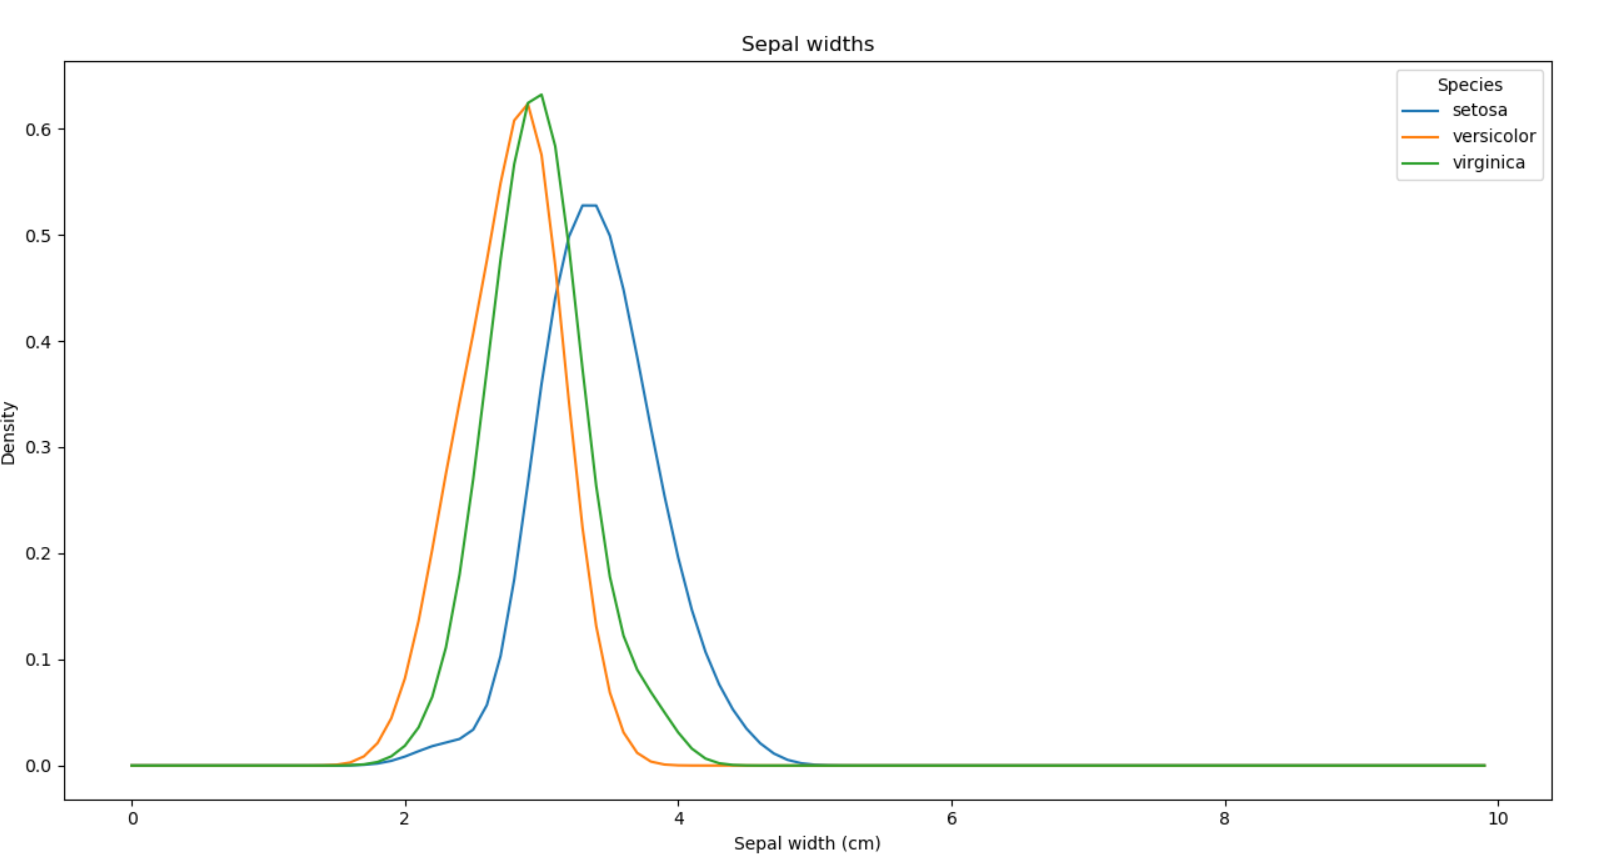 Sepal widths
Species
setosa
versicolor
virginica
0.6
0.5
0.4
0.3
0.2
0.1
0.0
Density
0
2
4
6
8
10
Sepal width (cm)